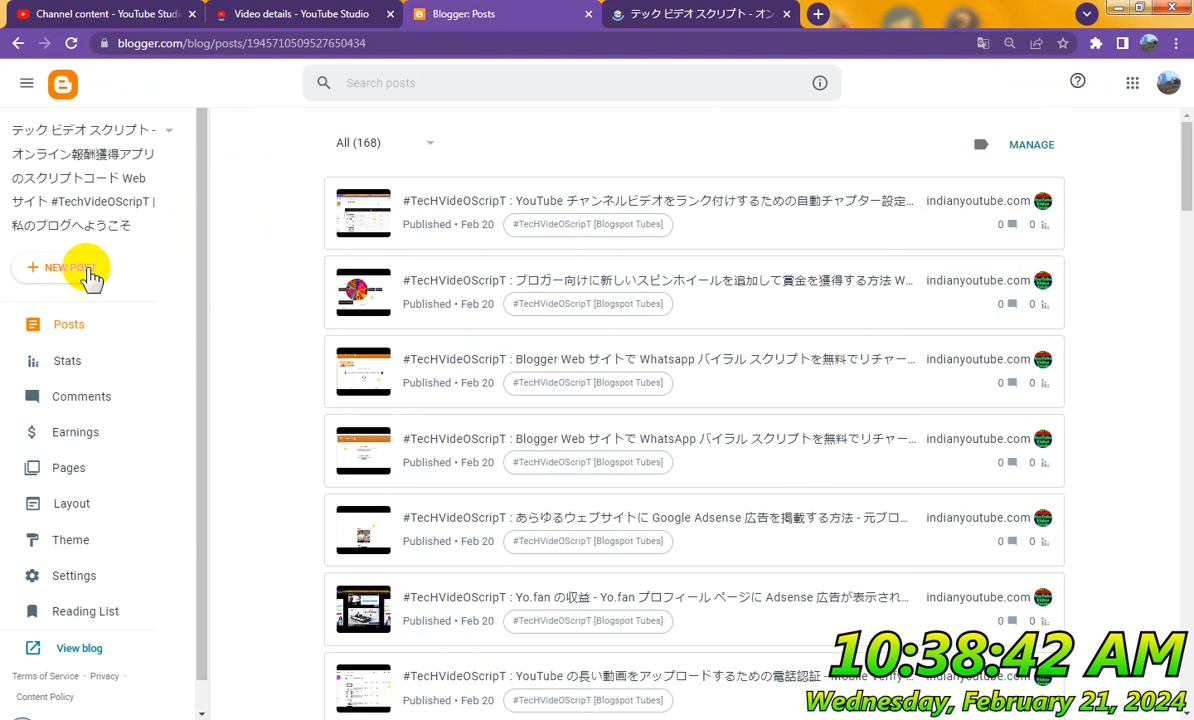 Channel content - YouTube Studi
Video details - YouTube Studio
Blogger: Posts
テック ビデオ スクリプト - オン
blogger.com/blog/posts/1945710509527650434
Search posts
テック ビデオ スクリプト -
オンライン報酬獲得アプリ
のスクリプトコード Web
サイト #TechVideOScripT |
私のブログへようこそ
NEW POST
Posts
Stats
Comments
Earnings
Pages
Layout
Theme
Settings
Reading List
View blog
Terms of Service · Privacy ·
Content Policy
All (168)
MANAGE
#TecHVideOScripT : YouTube チャンネルビデオをランク付けするための自動チャプター設定... indianyoutube.com
Published • Feb 20 #TecHVideOScripT [Blogspot Tubes] 0 0
#TecHVideOScripT : ブロガー向けに新しいスピンホイールを追加して賞金を獲得する方法 W... indianyoutube.com
Published • Feb 20 #TecHVideOScripT [Blogspot Tubes] 0 0
#TecHVideOScripT : Blogger Web サイトで Whatsapp バイラル スクリプトを無料でリチャー... indianyoutube.com
Published • Feb 20 #TecHVideOScripT [Blogspot Tubes] 0 0
#TecHVideOScripT : Blogger Web サイトで WhatsApp バイラル スクリプトを無料でリチャー... indianyoutube.com
Published • Feb 20 #TecHVideOScripT [Blogspot Tubes] 0 0
#TecHVideOScripT : あらゆるウェブサイトに Google Adsense 広告を掲載する方法 - 元ブロ... indianyoutube.com
Published • Feb 20 #TecHVideOScripT [Blogspot Tubes] 0 0
#TecHVideOScripT : Yo.fan の収益 - Yo.fan プロフィール ページに Adsense 広告が表示され... indianyoutube.com
Published • Feb 20 #TecHVideOScripT [Blogspot Tubes] 0 0
#TecHVideOScripT : YouTube の長い動画をアップロードするための電話認証 - Mobile Verify
Published • Feb 20 #TecHVideOScripT [Blogspot Tubes]
10:38:42 AM
Wednesday, February 21, 2024